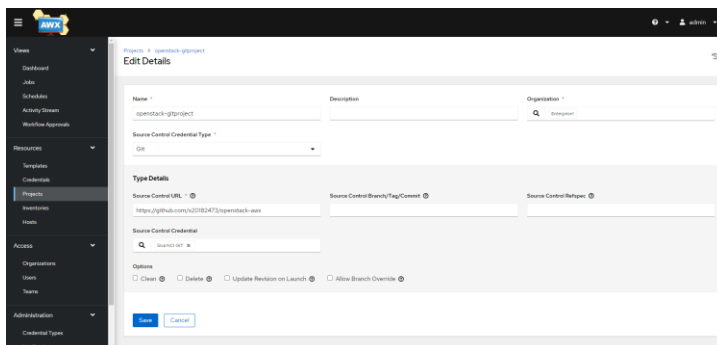 AWX
admin
Views
Dashboard
Jobs
Schedules
Activity Stream
Workflow Approvals
Resources
Templates
Credentials
Projects
Inventories
Hosts
Access
Organizations
Users
Teams
Administration
Credential Types
Projects > openstack-gitproject
Edit Details
Name * Description Organization *
openstack-gitproject
Source Control Credential Type *
Git
Type Details
Source Control URL * Source Control Branch/Tag/Commit Source Control Refspec
https://github.com/x20182473/openstack-awx
Source Control Credential
Options
Clean Delete Update Revision on Launch Allow Branch Override
Save Cancel